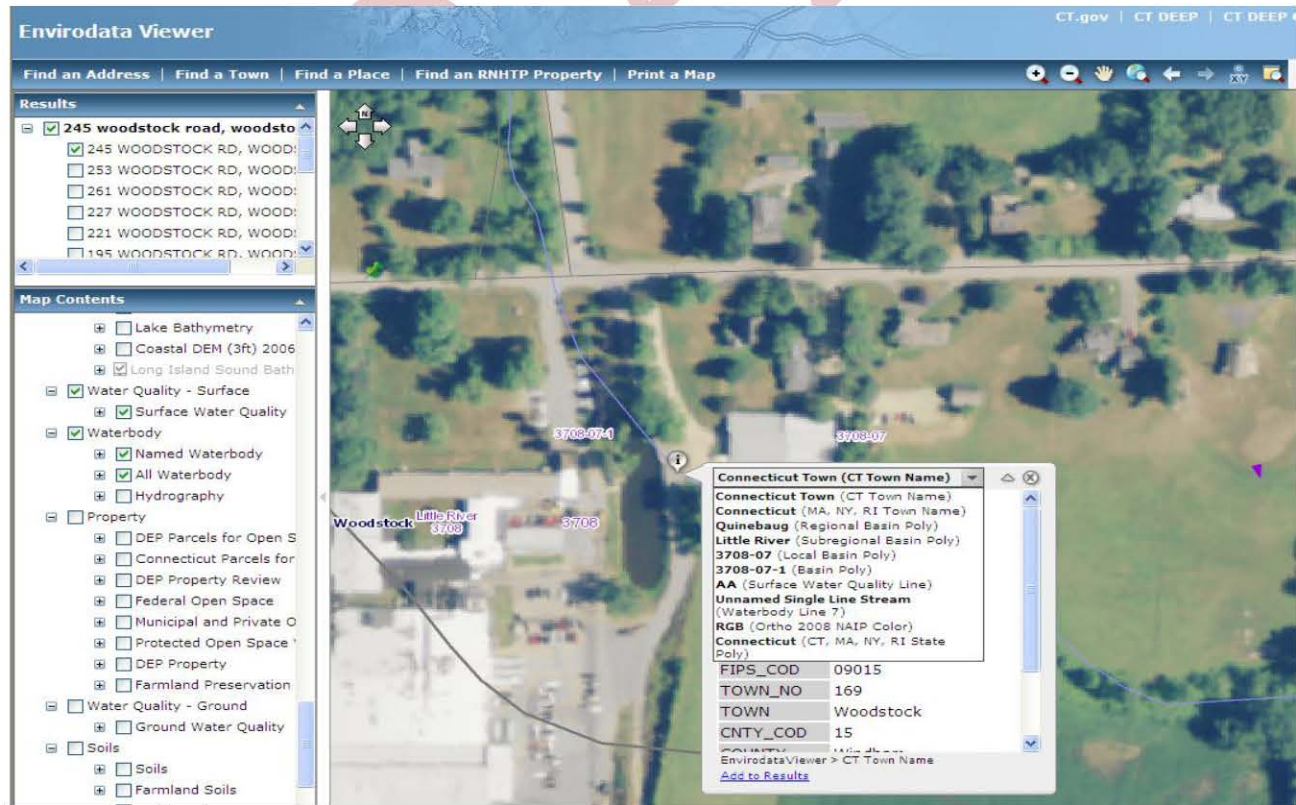 CT.gov | CT DEEP | CT DEEP
Envirodata Viewer
Find an Address | Find a Town | Find a Place | Find an RNHTP Property | Print a Map
XY
Results
245 woodstock road, woodsto
245 WOODSTOCK RD, WOOD
253 WOODSTOCK RD, WOOD
261 WOODSTOCK RD, WOOD
227 WOODSTOCK RD, WOOD
221 WOODSTOCK RD, WOOD
195 WOODSTOCK RD, WOOD
Map Contents
Lake Bathymetry
Coastal DEM (3ft) 2006
Long Island Sound Bath
Water Quality - Surface
Surface Water Quality
Waterbody
Named Waterbody
All Waterbody
Hydrography
Property
DEP Parcels for Open S
Connecticut Parcels for
DEP Property Review
Federal Open Space
Municipal and Private O
Protected Open Space
DEP Property
Farmland Preservation
Water Quality - Ground
Ground Water Quality
Soils
Soils
Farmland Soils
N
3708-07-1
3708-07
Woodstock
Little River
3708
3708
i
Connecticut Town (CT Town Name)
Connecticut Town (CT Town Name)
Connecticut (MA, NY, RI Town Name)
Quinebaug (Regional Basin Poly)
Little River (Subregional Basin Poly)
3708-07 (Local Basin Poly)
3708-07-1 (Basin Poly)
AA (Surface Water Quality Line)
Unnamed Single Line Stream
(Waterbody Line 7)
RGB (Ortho 2008 NAIP Color)
Connecticut (CT, MA, NY, RI State
Poly)
FIPS_COD 09015
TOWN_NO 169
TOWN Woodstock
CNTY_COD 15
COUNTY Windham
EnvirodataViewer > CT Town Name
Add to Results